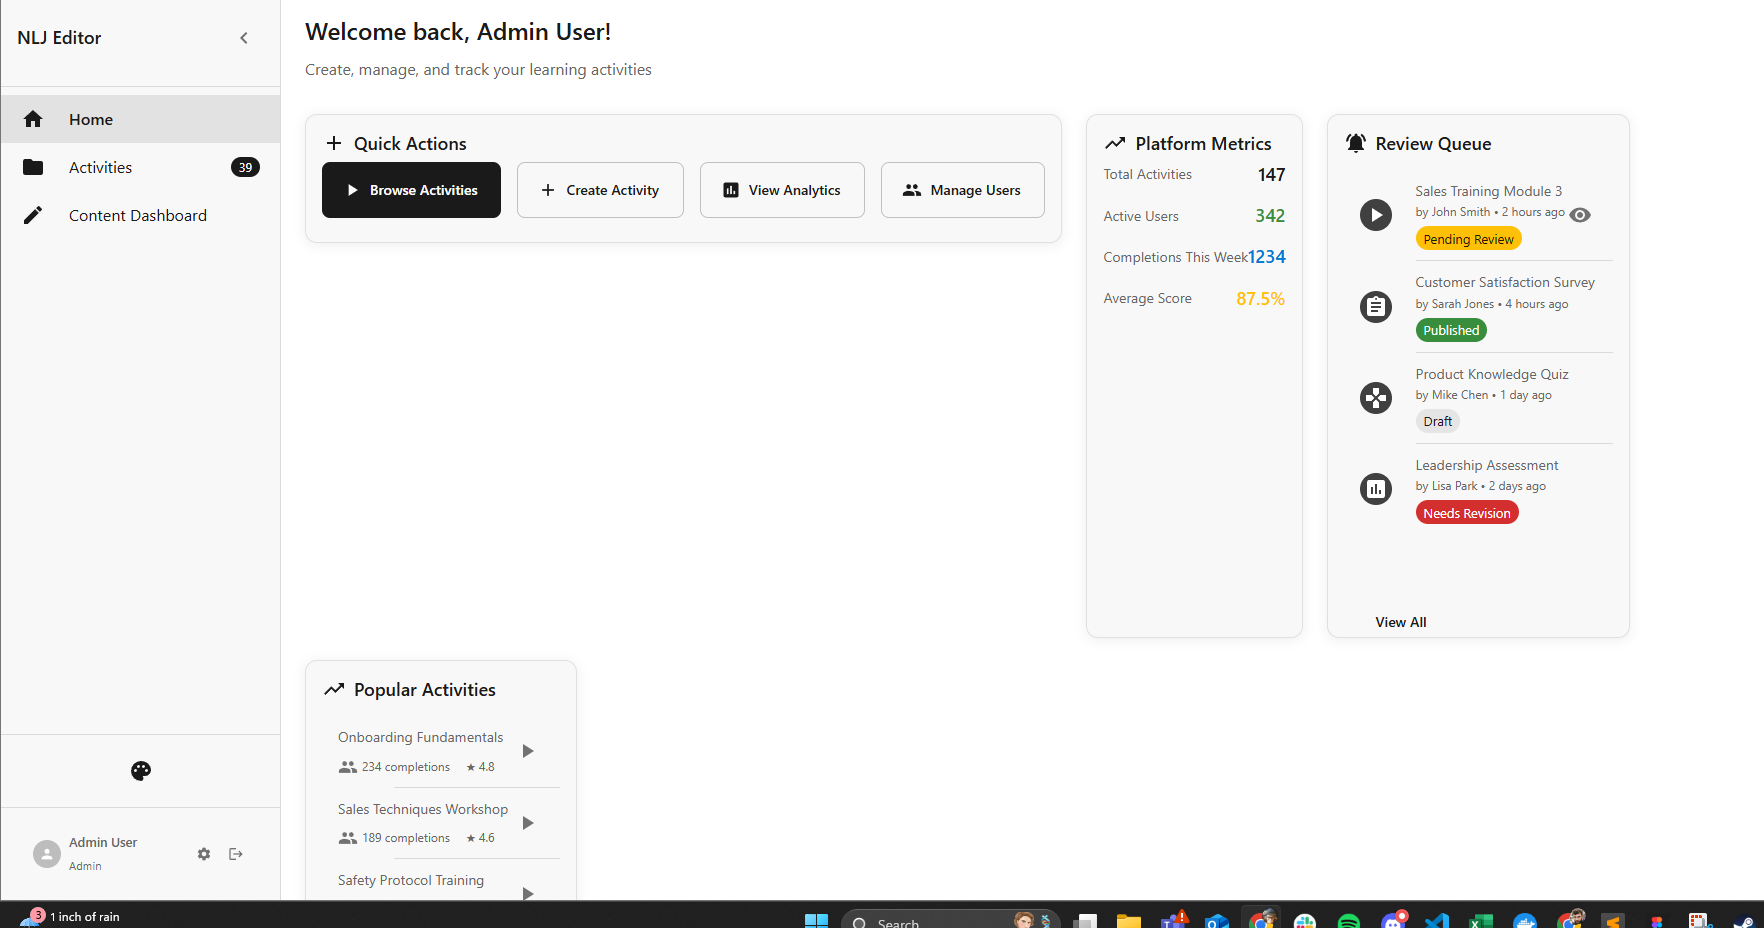 NLJ Editor
Home
Activities
39
Content Dashboard
Admin User
Admin
Welcome back, Admin User!
Create, manage, and track your learning activities
Quick Actions
Browse Activities
Create Activity
View Analytics
Manage Users
Platform Metrics
Total Activities 147
Active Users 342
Completions This Week 1234
Average Score 87.5%
Review Queue
Sales Training Module 3
by John Smith • 2 hours ago
Pending Review
Customer Satisfaction Survey
by Sarah Jones • 4 hours ago
Published
Product Knowledge Quiz
by Mike Chen • 1 day ago
Draft
Leadership Assessment
by Lisa Park • 2 days ago
Needs Revision
View All
Popular Activities
Onboarding Fundamentals
234 completions ★ 4.8
Sales Techniques Workshop
189 completions ★ 4.6
Safety Protocol Training
3
1 inch of rain
Search